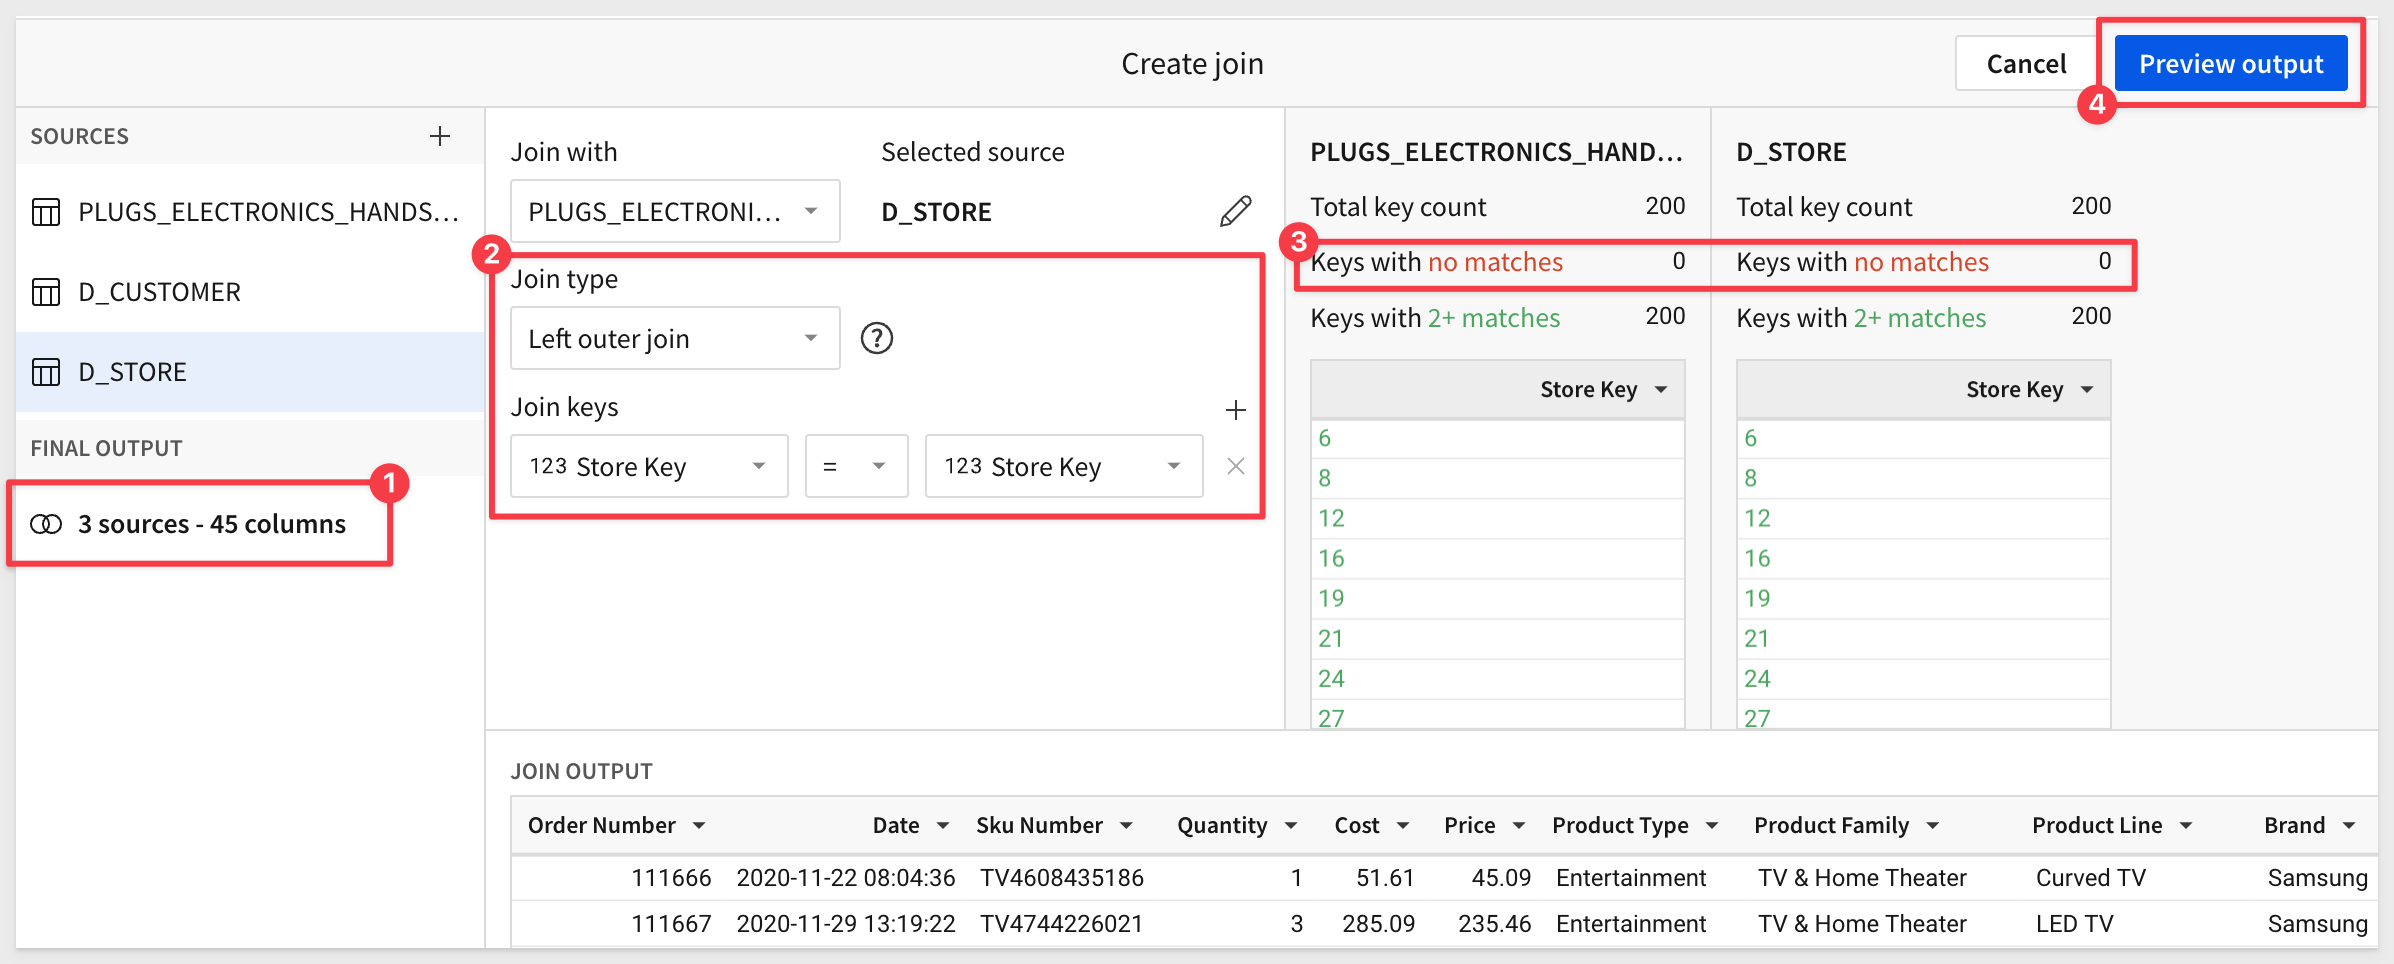 Create join
Cancel
Preview output
4
SOURCES
PLUGS_ELECTRONICS_HANDS...
D_CUSTOMER
D_STORE
FINAL OUTPUT
1
3 sources - 45 columns
Join with
Selected source
PLUGS_ELECTRONI...
D_STORE
2
Join type
Left outer join
?
Join keys
123 Store Key
=
123 Store Key
PLUGS_ELECTRONICS_HAND...
Total key count 200
3
Keys with no matches 0
Keys with 2+ matches 200
Store Key
6
8
12
16
19
21
24
27
D_STORE
Total key count 200
Keys with no matches 0
Keys with 2+ matches 200
Store Key
6
8
12
16
19
21
24
27
JOIN OUTPUT
Order Number Date Sku Number Quantity Cost Price Product Type Product Family Product Line Brand
111666 2020-11-22 08:04:36 TV4608435186 1 51.61 45.09 Entertainment TV & Home Theater Curved TV Samsung
111667 2020-11-29 13:19:22 TV4744226021 3 285.09 235.46 Entertainment TV & Home Theater LED TV Samsung